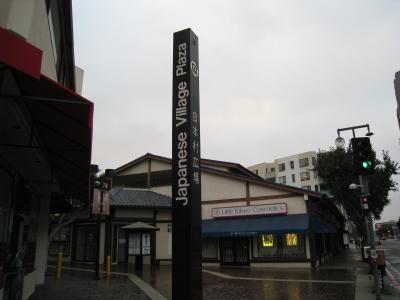 Japanese Village Plaza
日本村広場
Little Tokyo Cosmetics